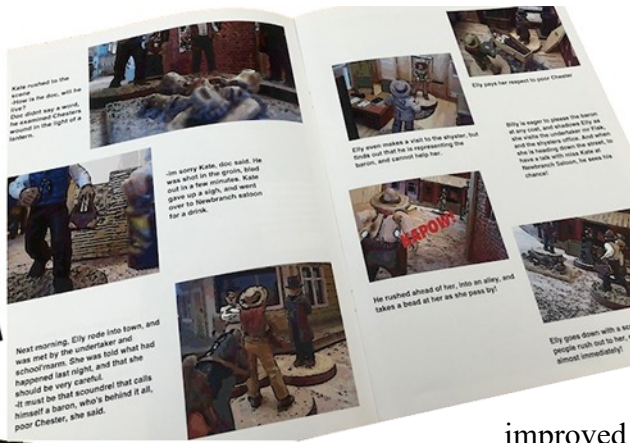 Kate rushed to the
scene
-How is he doc, will he
live?
Doc didnt say a word,
he examined Chesters
wound in the light of a
lantern.
-Im sorry Kate, doc said. He
was shot in the groin, bled
out in a few minutes. Kate
gave up a sigh, and went
over to Newbranch saloon
for a drink.
Next morning, Elly rode into town, and
was met by the undertaker and
school'marm. She was told what had
happened last night, and that she
should be very careful.
-It must be that scoundrel that calls
himself a baron, who's behind it all,
poor Chester, she said.
Elly pays her respect to poor Chester
Elly even makes a visit to the shyster, but
finds out that he is representing the
baron, and cannot help her.
Billy is eager to please the baron
at any cost, and shadows Elly as
she visits the undertaker mr Fisk,
and the shysters office. And when
she is heading down the street, to
have a talk with miss Kate at
Newbranch Saloon, he sees his
chance!
KAPOW!
He rushed ahead of her, into an alley, and
takes a bead at her as she pass by!
Elly goes down with a
people rush out to her,
almost immediately!
improved